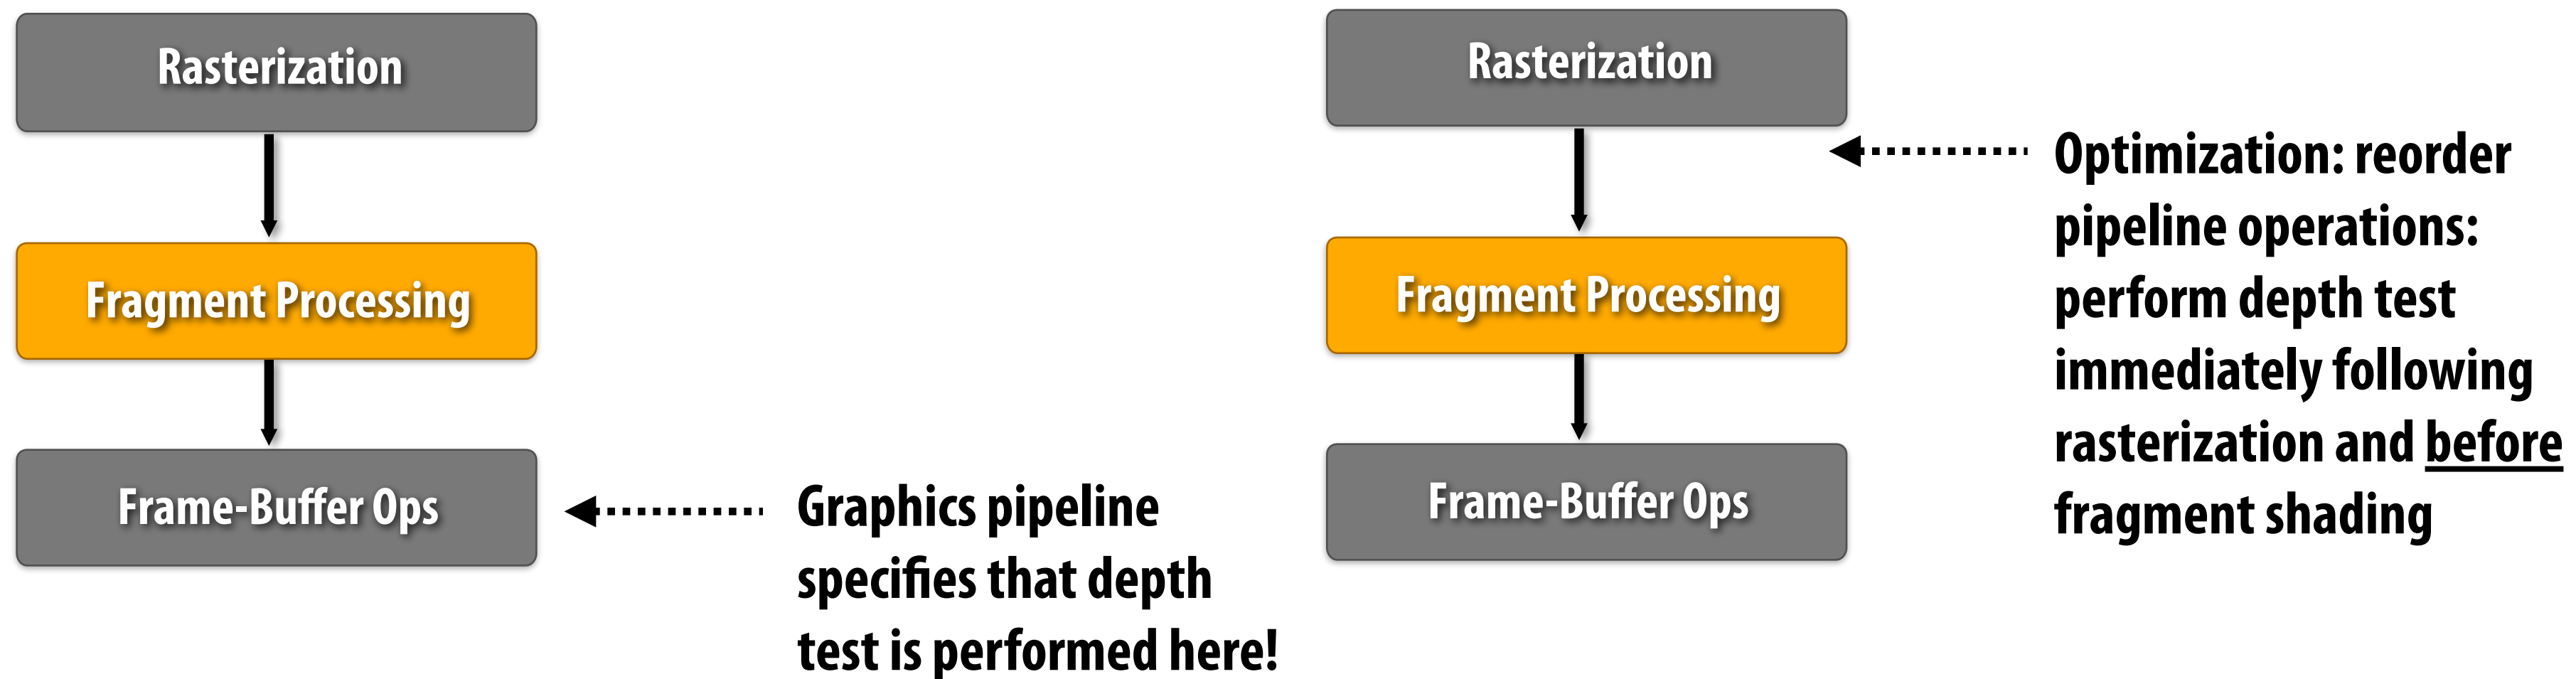 Rasterization
Fragment Processing
Frame-Buffer Ops
Graphics pipeline
specifies that depth
test is performed here!
Rasterization
Fragment Processing
Frame-Buffer Ops
Optimization: reorder
pipeline operations:
perform depth test
immediately following
rasterization and before
fragment shading